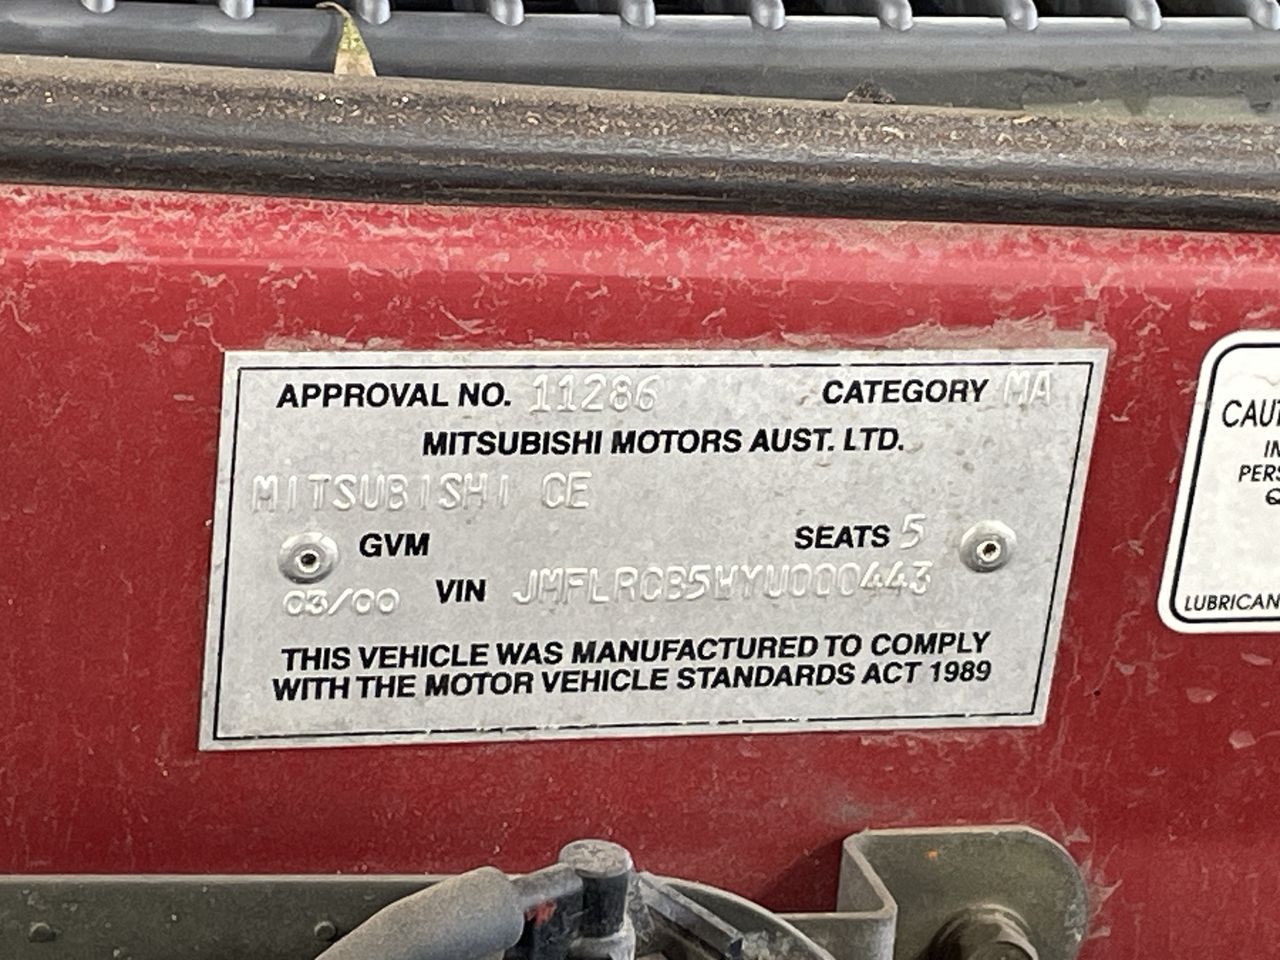 APPROVAL NO. 11286 CATEGORY MA
MITSUBISHI MOTORS AUST. LTD.
MITSUBISHI CE
GVM SEATS 5
03/00 VIN JMFLRCB5WYU000443
THIS VEHICLE WAS MANUFACTURED TO COMPLY
WITH THE MOTOR VEHICLE STANDARDS ACT 1989
CAUT
IN
PERS
LUBRICAN